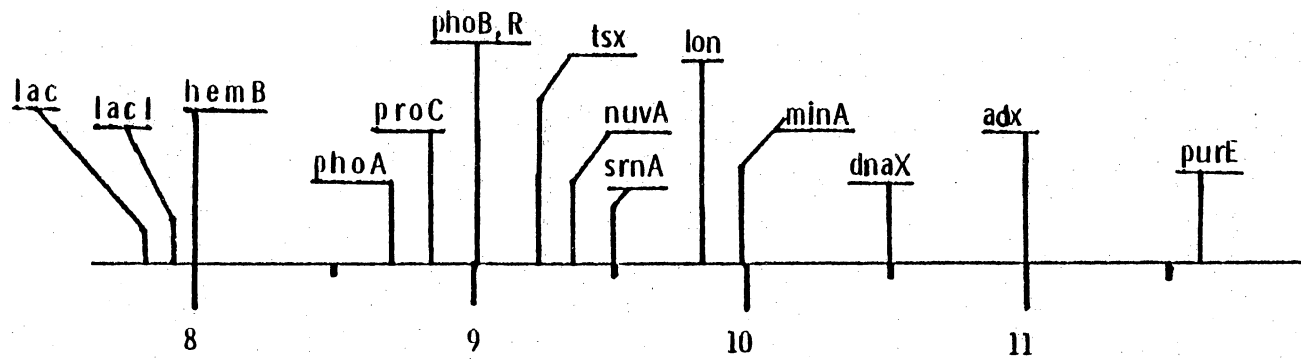 phoB, R
tsx
lon
lac
lacI
hemB
proC
nuvA
minA
adx
phoA
srnA
dnaX
purE
8
9
10
11